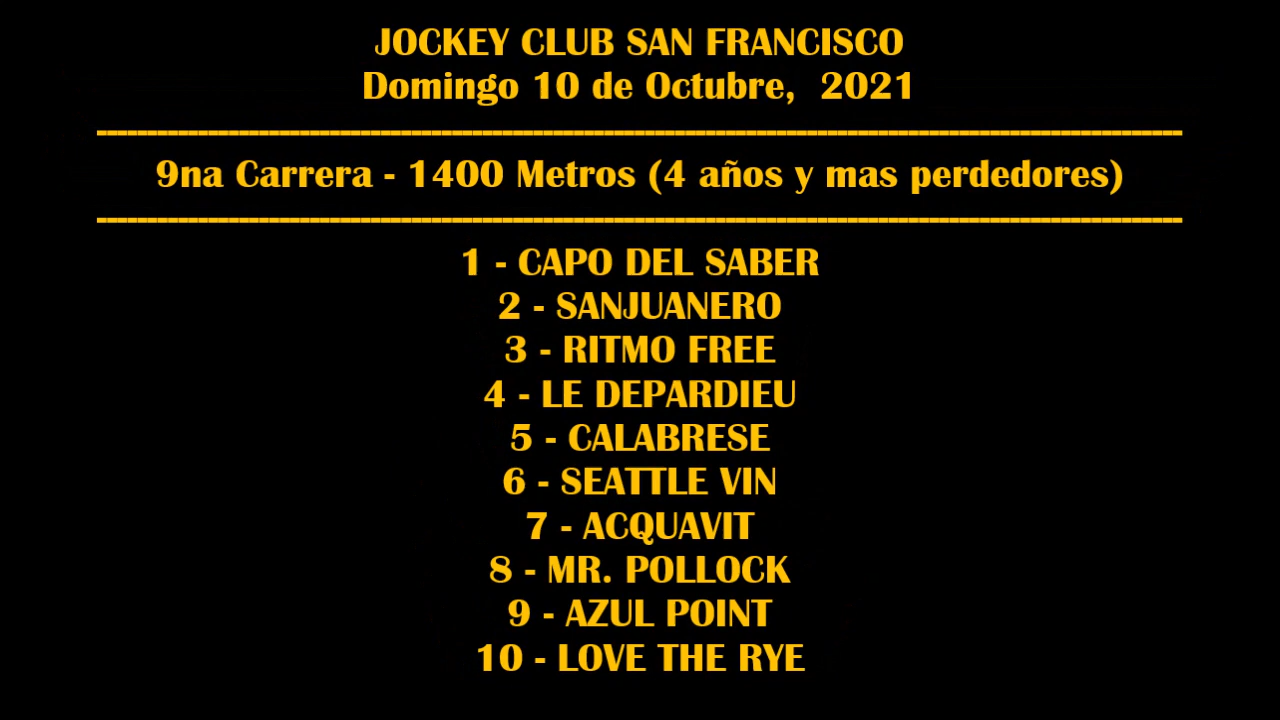 JOCKEY CLUB SAN FRANCISCO
Domingo 10 de Octubre, 2021
9na Carrera - 1400 Metros (4 años y mas perdedores)
1 - CAPO DEL SABER
2 - SANJUANERO
3 - RITMO FREE
4 - LE DEPARDIEU
5 - CALABRESE
6 - SEATTLE VIN
7 - ACQUAVIT
8 - MR. POLLOCK
9 - AZUL POINT
10 - LOVE THE RYE